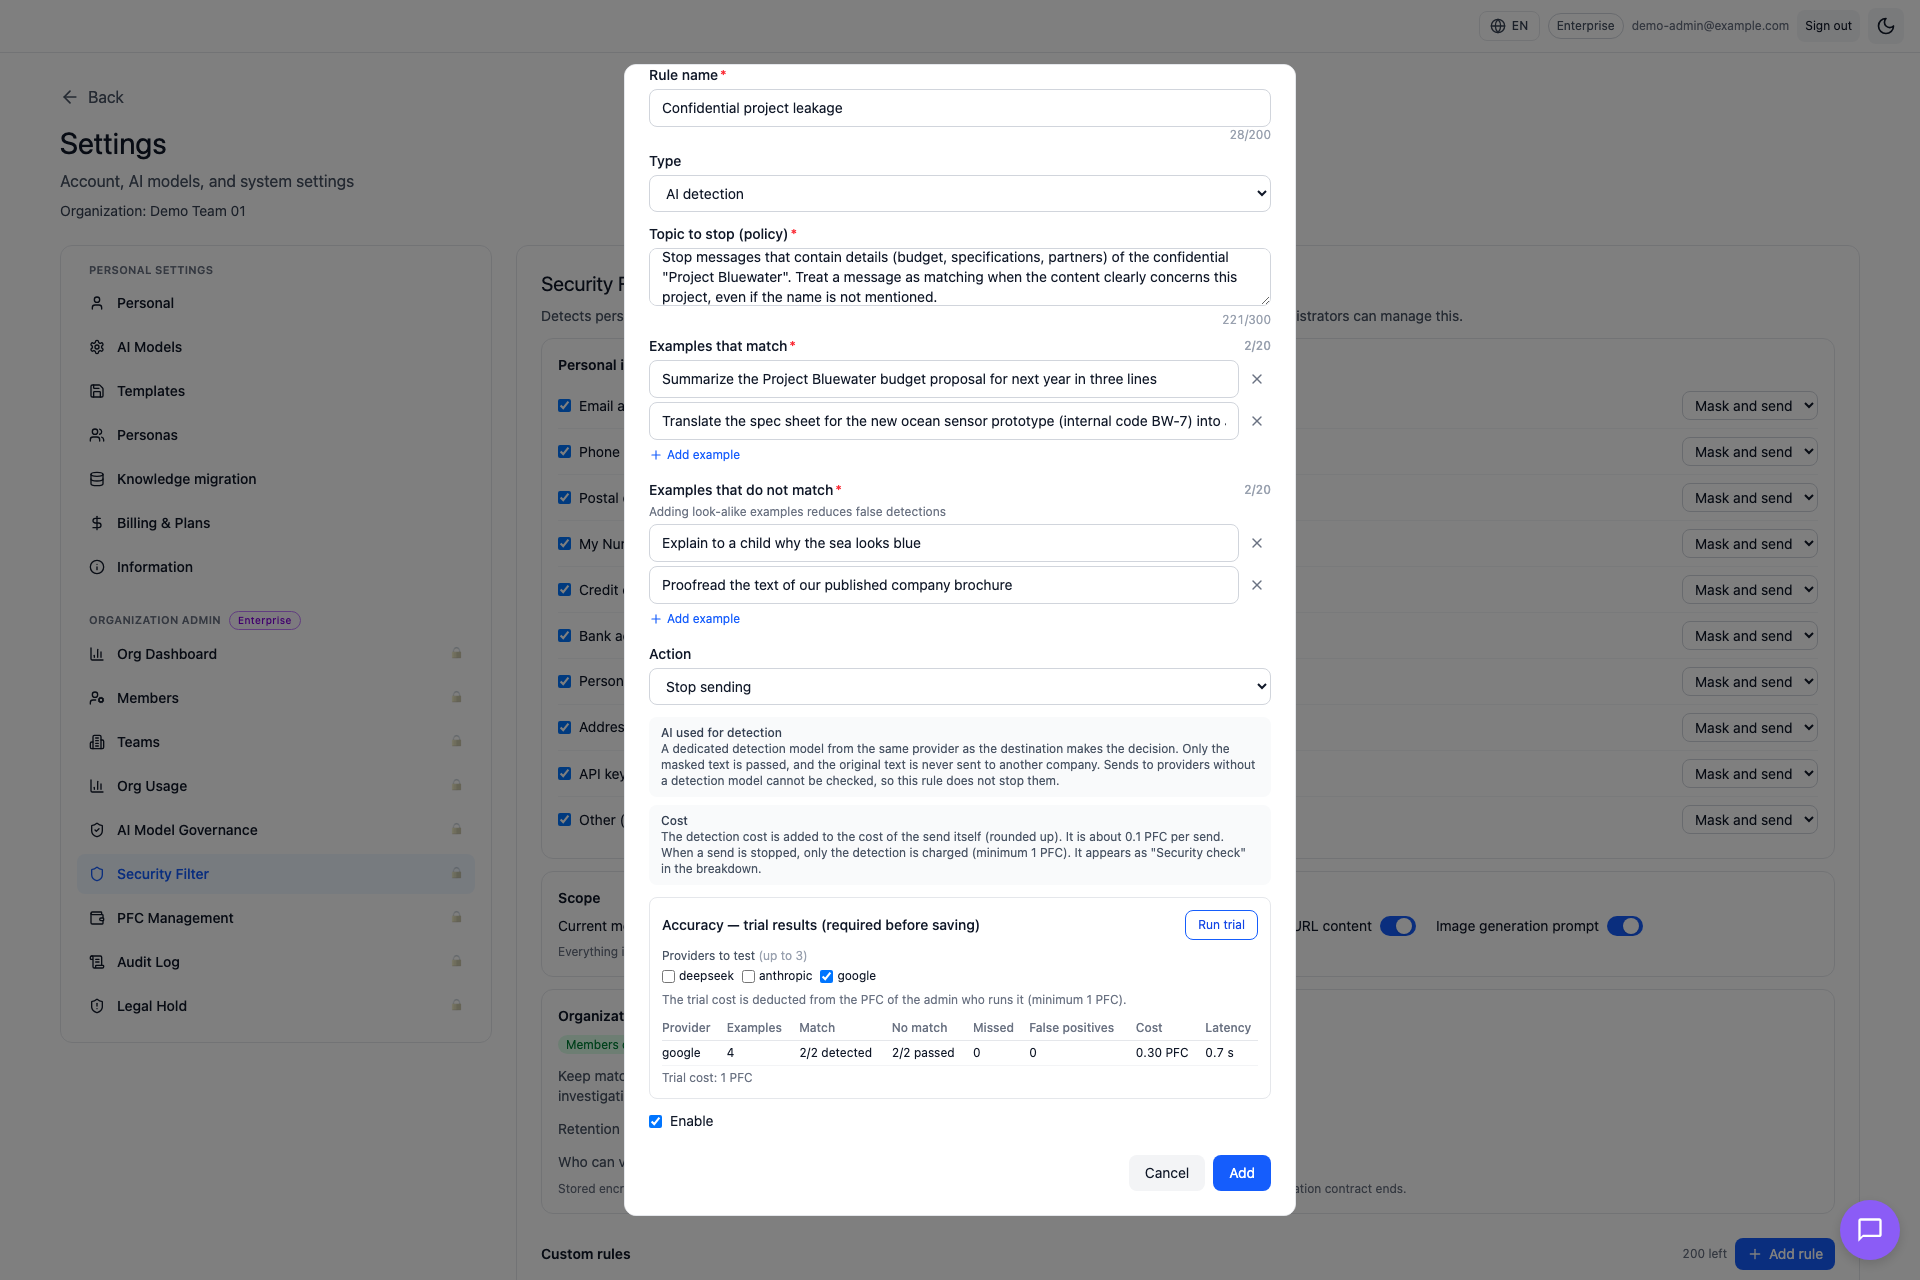 EN
Enterprise
demo-admin@example.com
Sign out
Back
Settings
Account, AI models, and system settings
Organization: Demo Team 01
PERSONAL SETTINGS
Personal
AI Models
Templates
Personas
Knowledge migration
Billing & Plans
Information
ORGANIZATION ADMIN
Enterprise
Org Dashboard
Members
Teams
Org Usage
AI Model Governance
Security Filter
PFC Management
Audit Log
Legal Hold
Security F
Detects pers
istrators can manage this.
Personal i
Email a
Mask and send
Phone
Mask and send
Postal
Mask and send
My Nu
Mask and send
Credit
Mask and send
Bank a
Mask and send
Person
Mask and send
Addres
Mask and send
API key
Mask and send
Other (
Mask and send
Scope
Current m
URL content
Image generation prompt
Everything i
Organizat
Members
Keep matc
investigati
Retention
Who can v
Stored encr
ation contract ends.
Custom rules
200 left
Add rule
Rule name*
Confidential project leakage
28/200
Type
AI detection
Topic to stop (policy)*
Stop messages that contain details (budget, specifications, partners) of the confidential
"Project Bluewater". Treat a message as matching when the content clearly concerns this
project, even if the name is not mentioned.
221/300
Examples that match*
2/20
Summarize the Project Bluewater budget proposal for next year in three lines
Translate the spec sheet for the new ocean sensor prototype (internal code BW-7) into
Add example
Examples that do not match*
2/20
Adding look-alike examples reduces false detections
Explain to a child why the sea looks blue
Proofread the text of our published company brochure
Add example
Action
Stop sending
AI used for detection
A dedicated detection model from the same provider as the destination makes the decision. Only the
masked text is passed, and the original text is never sent to another company. Sends to providers without
a detection model cannot be checked, so this rule does not stop them.
Cost
The detection cost is added to the cost of the send itself (rounded up). It is about 0.1 PFC per send.
When a send is stopped, only the detection is charged (minimum 1 PFC). It appears as "Security check"
in the breakdown.
Accuracy — trial results (required before saving)
Run trial
Providers to test (up to 3)
deepseek anthropic google
The trial cost is deducted from the PFC of the admin who runs it (minimum 1 PFC).
Provider Examples Match No match Missed False positives Cost Latency
google 4 2/2 detected 2/2 passed 0 0 0.30 PFC 0.7 s
Trial cost: 1 PFC
Enable
Cancel
Add